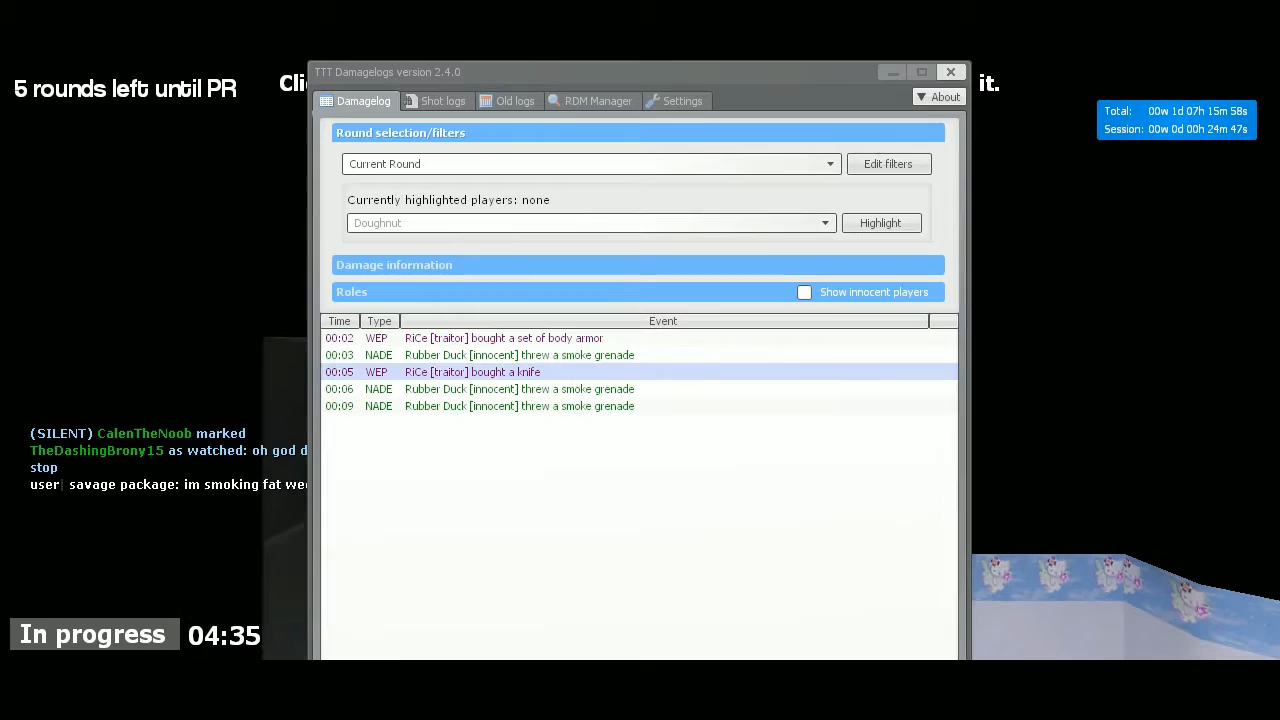 5 rounds left until PR
Cli
it.
TTT Damagelogs version 2.4.0
Damagelog
Shot logs
Old logs
RDM Manager
Settings
About
Total: 00w 1d 07h 15m 58s
Session: 00w 0d 00h 24m 47s
Round selection/filters
Current Round
Edit filters
Currently highlighted players: none
Doughnut
Highlight
Damage information
Roles
Show innocent players
Time Type Event
00:02 WEP RiCe [traitor] bought a set of body armor
00:03 NADE Rubber Duck [innocent] threw a smoke grenade
00:05 WEP RiCe [traitor] bought a knife
00:06 NADE Rubber Duck [innocent] threw a smoke grenade
00:09 NADE Rubber Duck [innocent] threw a smoke grenade
(SILENT) CalenTheNoob marked
TheDashingBrony15 as watched: oh god d
stop
user| savage package: im smoking fat wee
In progress 04:35